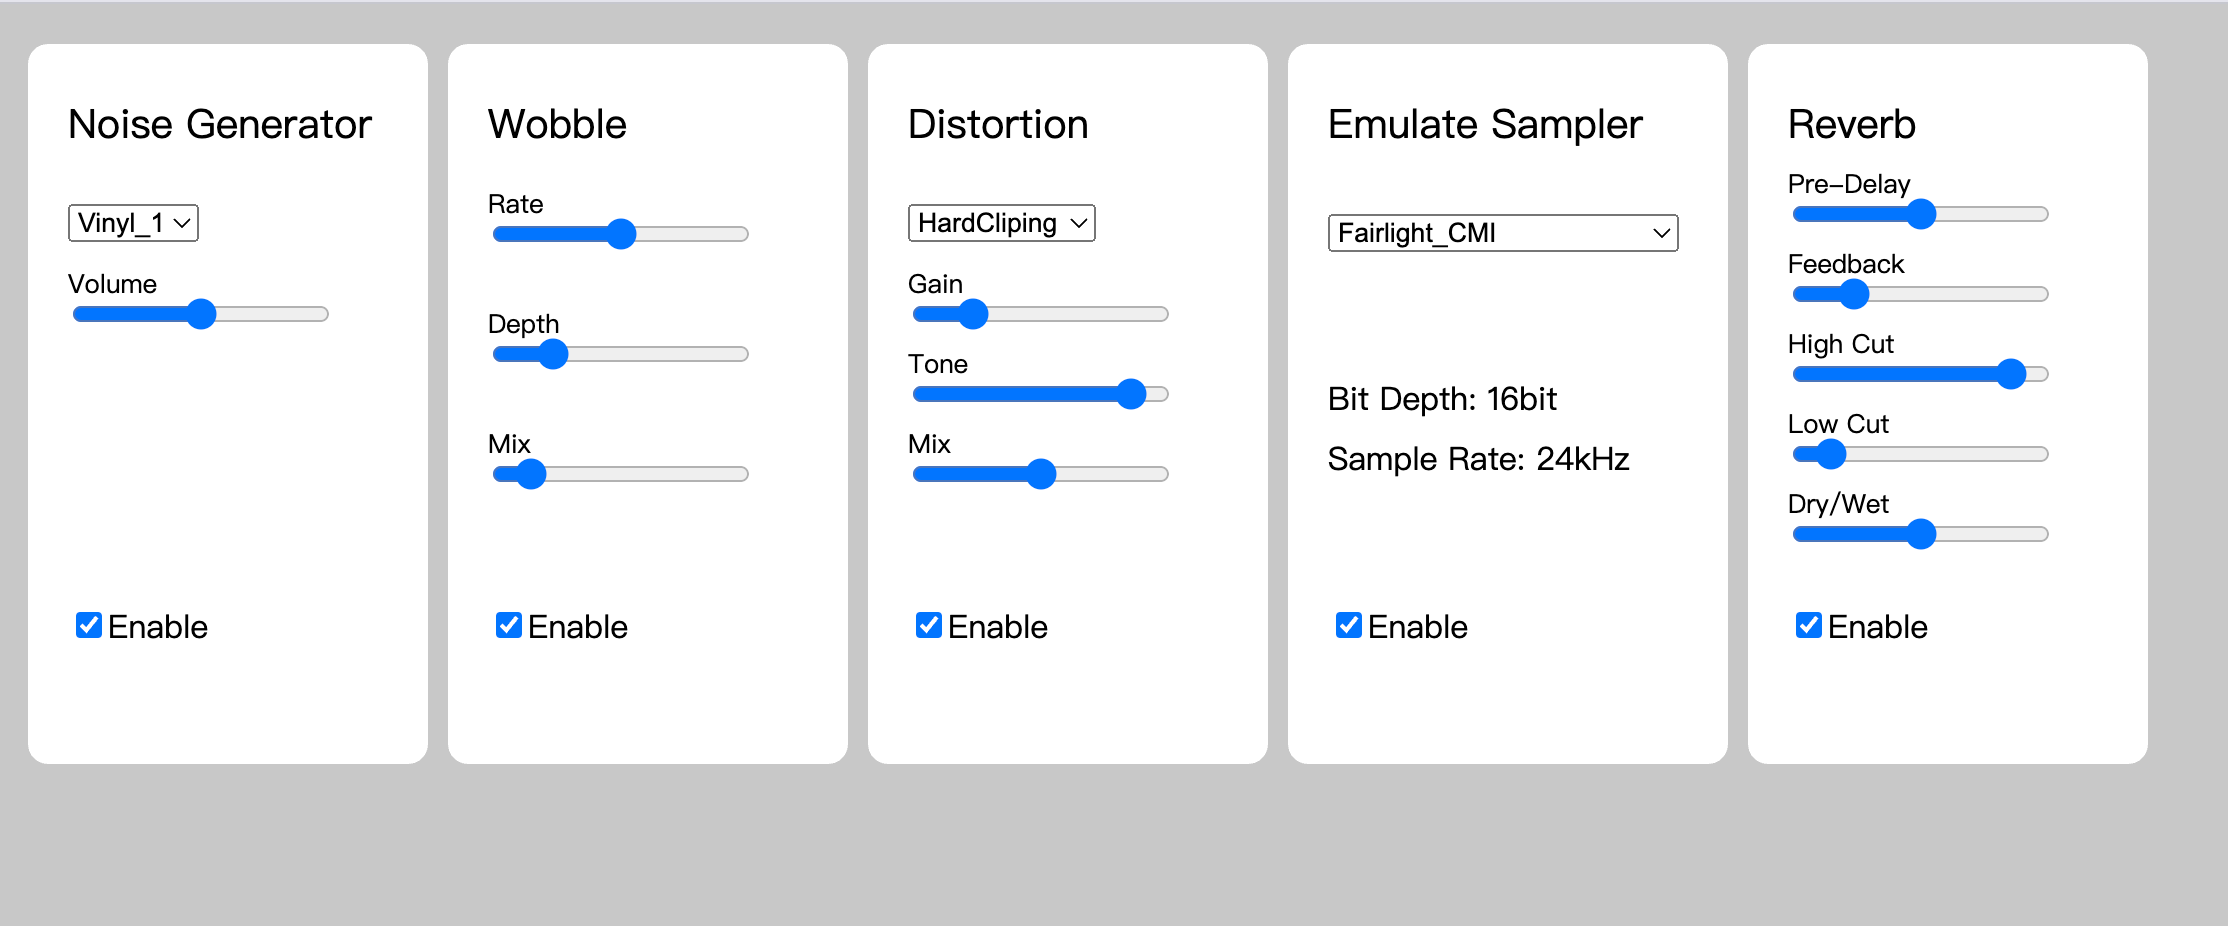 Noise Generator
Vinyl_1
Volume
Enable
Wobble
Rate
Depth
Mix
Enable
Distortion
HardCliping
Gain
Tone
Mix
Enable
Emulate Sampler
Fairlight_CMI
Bit Depth: 16bit
Sample Rate: 24kHz
Enable
Reverb
Pre-Delay
Feedback
High Cut
Low Cut
Dry/Wet
Enable